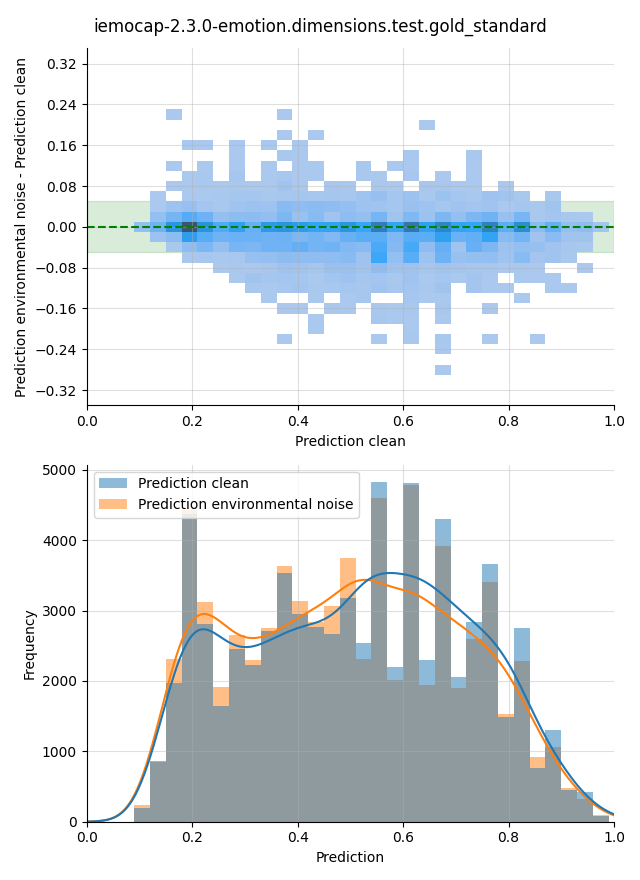 iemocap-2.3.0-emotion.dimensions.test.gold_standard
Prediction environmental noise - Prediction clean
0.32
0.24
0.16
0.08
0.00
−0.08
−0.16
−0.24
−0.32
0.0 0.2 0.4 0.6 0.8 1.0
Prediction clean
Frequency
5000
4000
3000
2000
1000
0
Prediction clean
Prediction environmental noise
0.0 0.2 0.4 0.6 0.8 1.0
Prediction